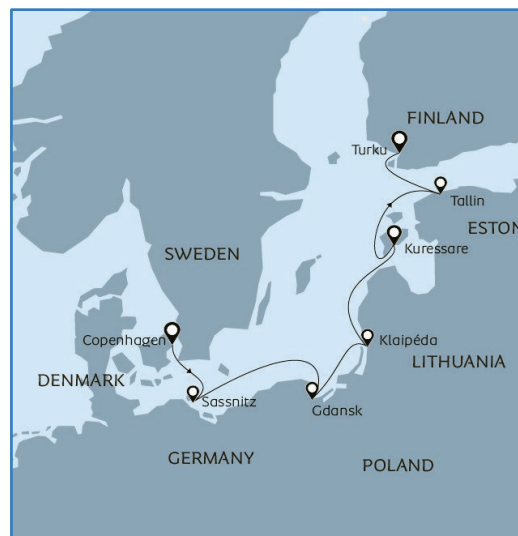 FINLAND
Turku
Tallin
ESTON
Kuressare
SWEDEN
Copenhagen
Klaipéda
LITHUANIA
DENMARK
Sassnitz
Gdansk
GERMANY
POLAND